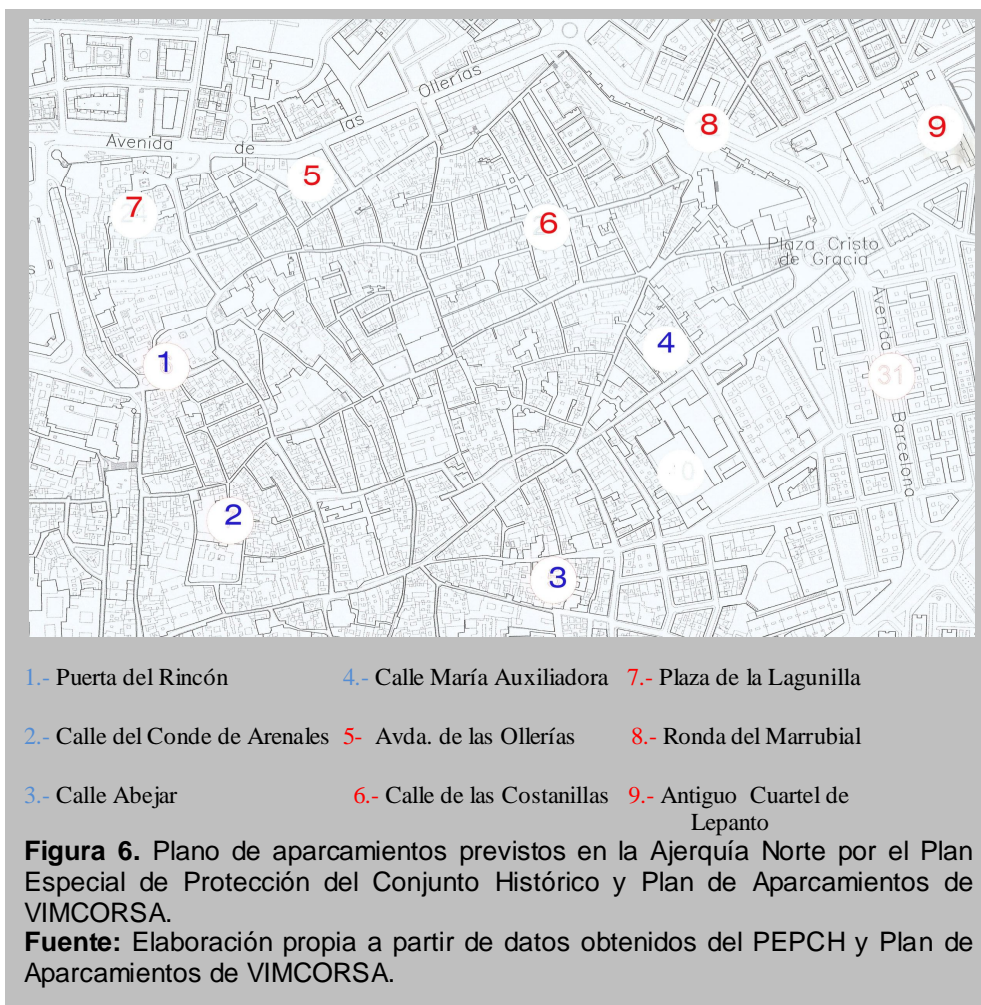 Avenida de las Ollerías
8
9
5
7
6
Plaza Cristo
de Gracia
Avenida Barcelona
1
4
31
2
3
1.- Puerta del Rincón 4.- Calle María Auxiliadora 7.- Plaza de la Lagunilla
2.- Calle del Conde de Arenales 5- Avda. de las Ollerías 8.- Ronda del Marrubial
3.- Calle Abejar 6.- Calle de las Costanillas 9.- Antiguo Cuartel de
Lepanto
Figura 6. Plano de aparcamientos previstos en la Ajerquía Norte por el Plan
Especial de Protección del Conjunto Histórico y Plan de Aparcamientos de
VIMCORSA.
Fuente: Elaboración propia a partir de datos obtenidos del PEPCH y Plan de
Aparcamientos de VIMCORSA.